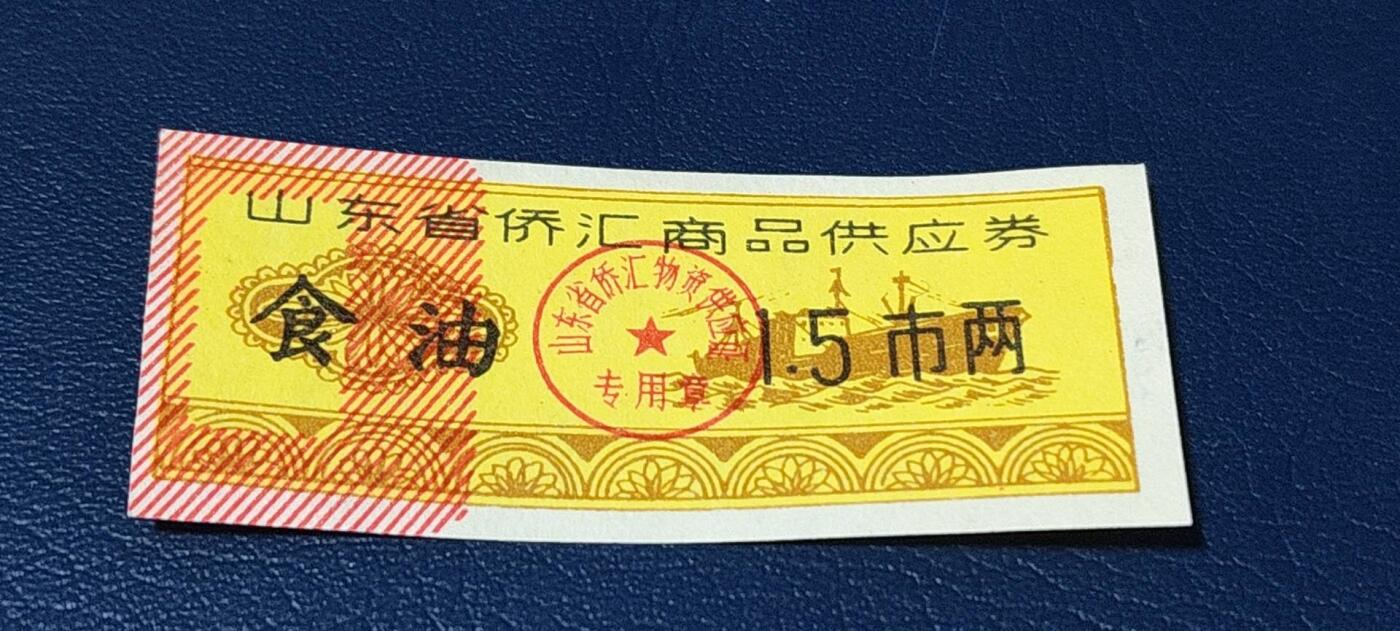 山东省侨汇商品供应券
食油
1.5市两
山东省侨汇物资供应
专用章